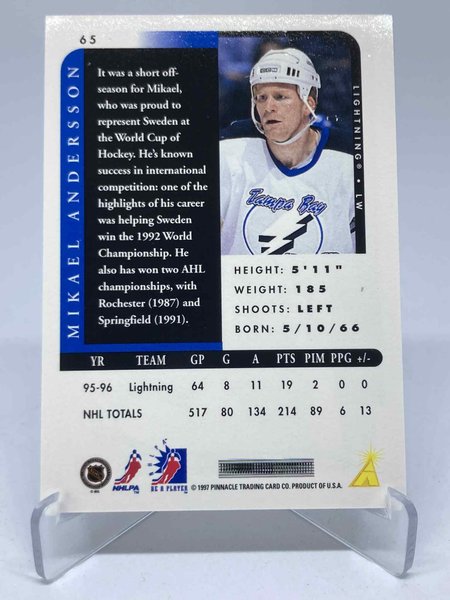 65
MIKAEL ANDERSSON
It was a short off-
season for Mikael,
who was proud to
represent Sweden at
the World Cup of
Hockey. He's known
success in international
competition: one of the
highlights of his career
was helping Sweden
win the 1992 World
Championship. He
also has won two AHL
championships, with
Rochester (1987) and
Springfield (1991).
Tampa Bay
LIGHTNING® • LW
HEIGHT: 5'11"
WEIGHT: 185
SHOOTS: LEFT
BORN: 5/10/66
YR TEAM GP G A PTS PIM PPG +/-
95-96 Lightning 64 8 11 19 2 0 0
NHL TOTALS 517 80 134 214 89 6 13
NHLPA™
BE A PLAYER™
© 1997 PINNACLE TRADING CARD CO. PRODUCT OF U.S.A.